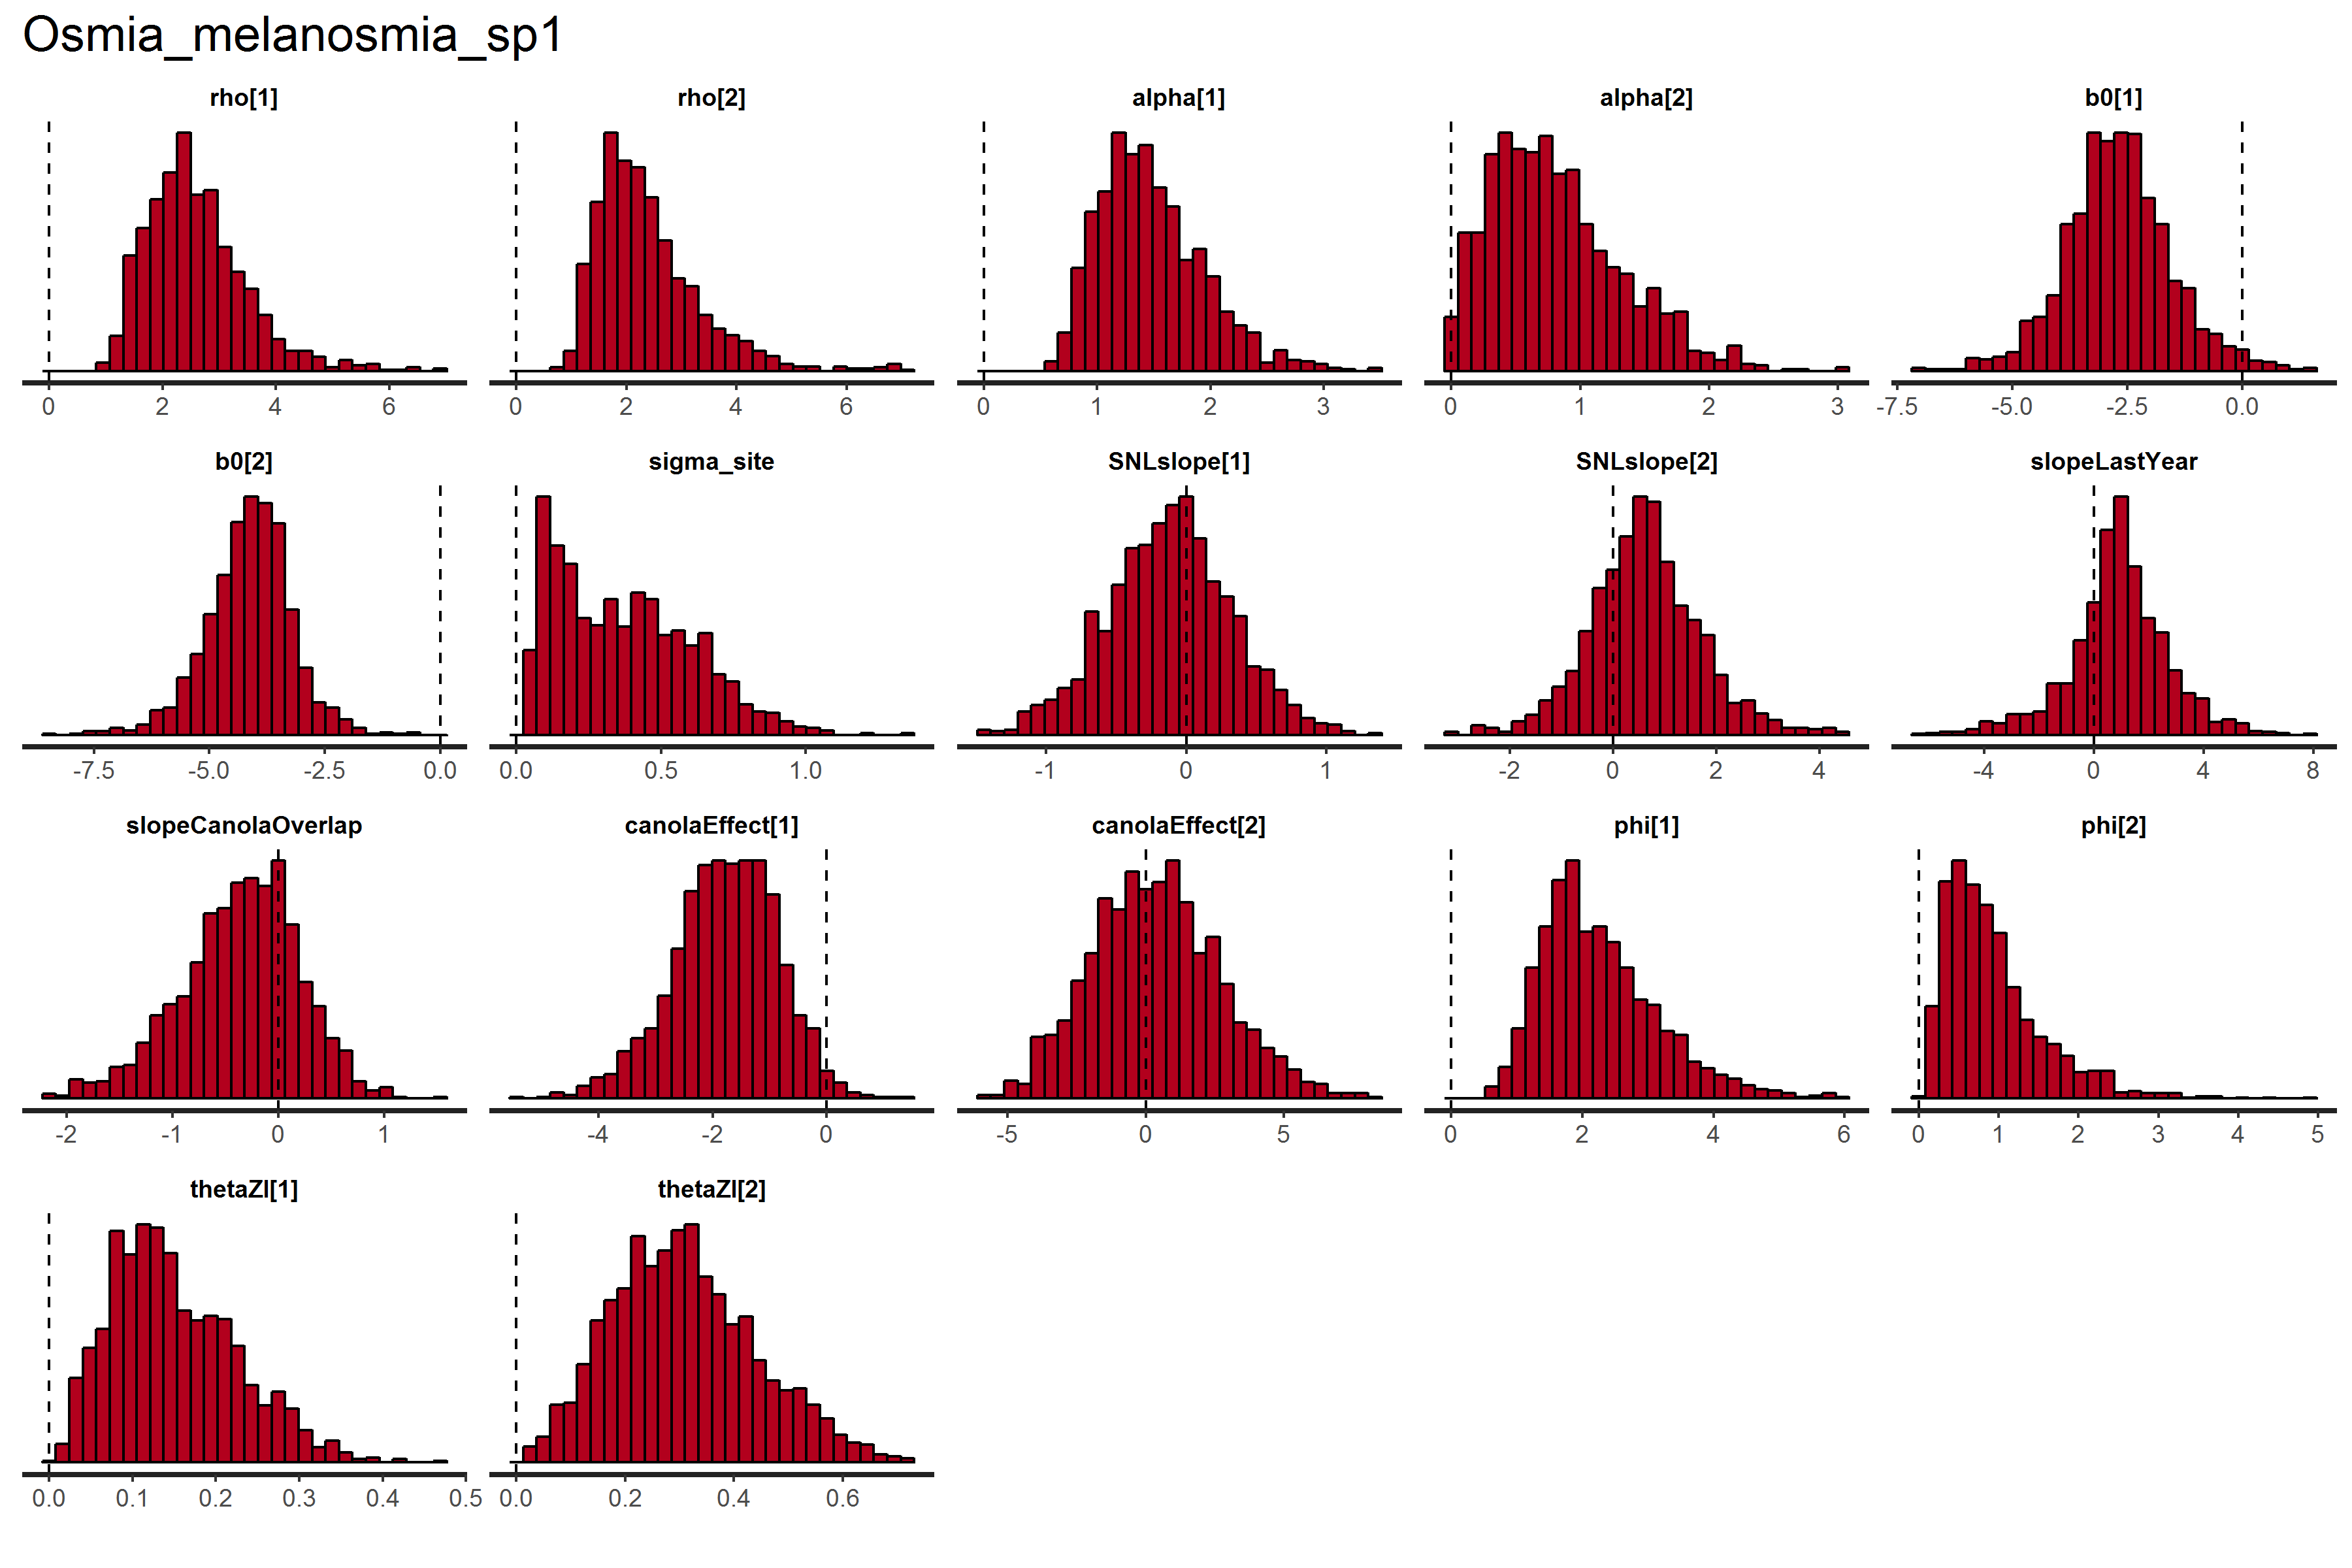 Osmia_melanosmia_sp1
rho[1] rho[2] alpha[1] alpha[2] b0[1]
0 2 4 6 0 2 4 6 0 1 2 3 0 1 2 3 -7.5 -5.0 -2.5 0.0
b0[2] sigma_site SNLslope[1] SNLslope[2] slopeLastYear
-7.5 -5.0 -2.5 0.0 0.0 0.5 1.0 -1 0 1 -2 0 2 4 -4 0 4 8
slopeCanolaOverlap canolaEffect[1] canolaEffect[2] phi[1] phi[2]
-2 -1 0 1 -4 -2 0 -5 0 5 0 2 4 6 0 1 2 3 4 5
thetaZI[1] thetaZI[2]
0.0 0.1 0.2 0.3 0.4 0.5 0.0 0.2 0.4 0.6